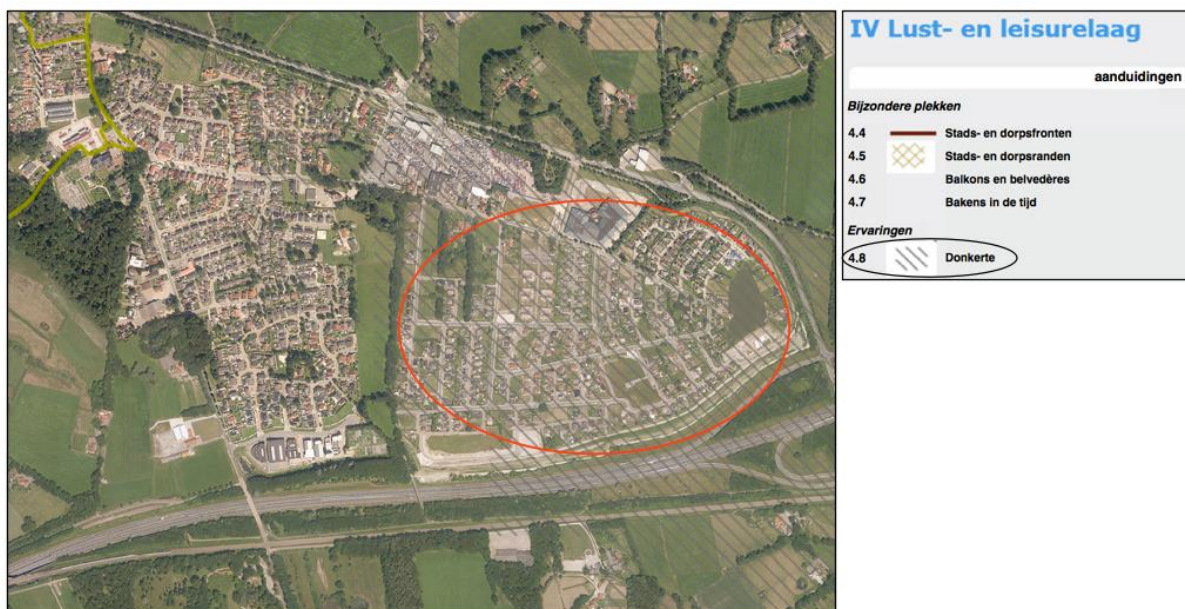 IV Lust- en leisurelaag
aanduidingen
Bijzondere plekken
4.4 Stads- en dorpsfronten
4.5 Stads- en dorpsranden
4.6 Balkons en belvedères
4.7 Bakens in de tijd
Ervaringen
4.8 Donkerte